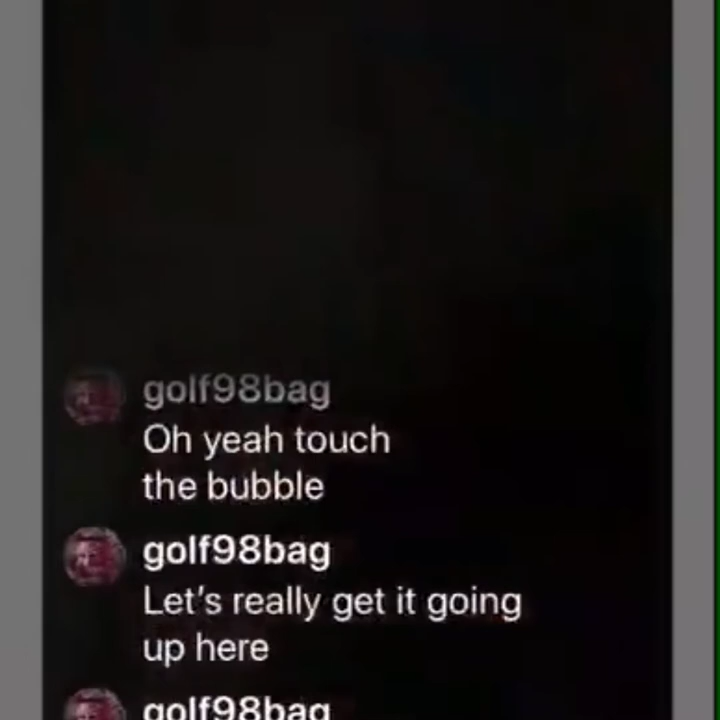 golf98bag
Oh yeah touch
the bubble
golf98bag
Let's really get it going
up here
golf98bag